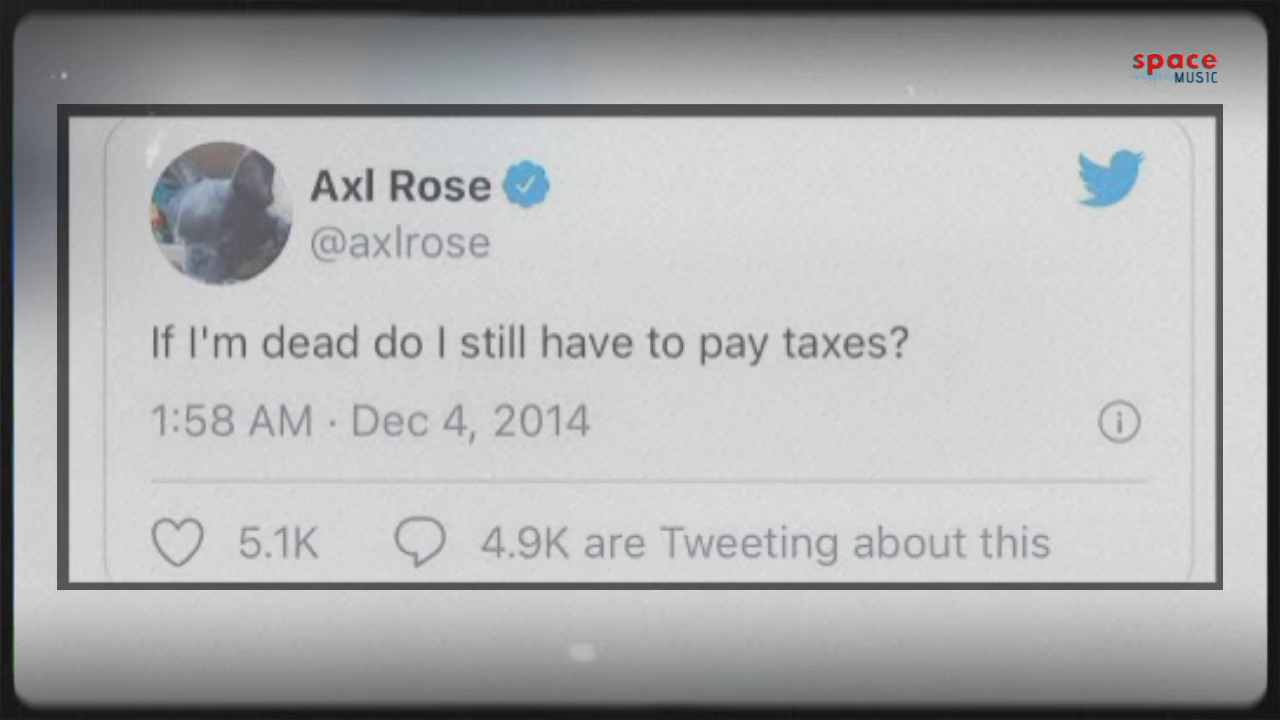 space
MUSIC
Axl Rose
@axlrose
If I'm dead do I still have to pay taxes?
1:58 AM · Dec 4, 2014
5.1K 4.9K are Tweeting about this